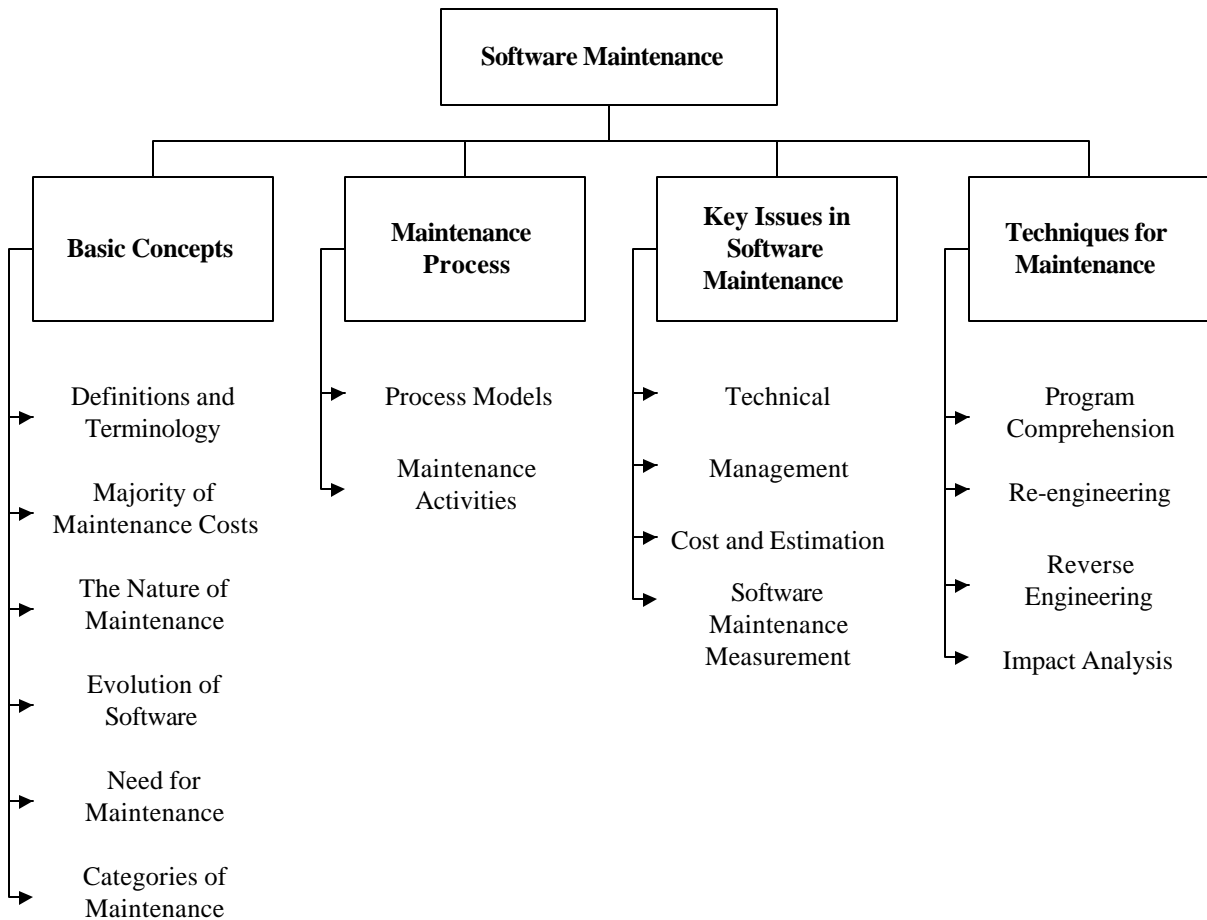 Software Maintenance
Basic Concepts
Definitions and
Terminology
Majority of
Maintenance Costs
The Nature of
Maintenance
Evolution of
Software
Need for
Maintenance
Categories of
Maintenance
Maintenance
Process
Process Models
Maintenance
Activities
Key Issues in
Software
Maintenance
Technical
Management
Cost and Estimation
Software
Maintenance
Measurement
Techniques for
Maintenance
Program
Comprehension
Re-engineering
Reverse
Engineering
Impact Analysis